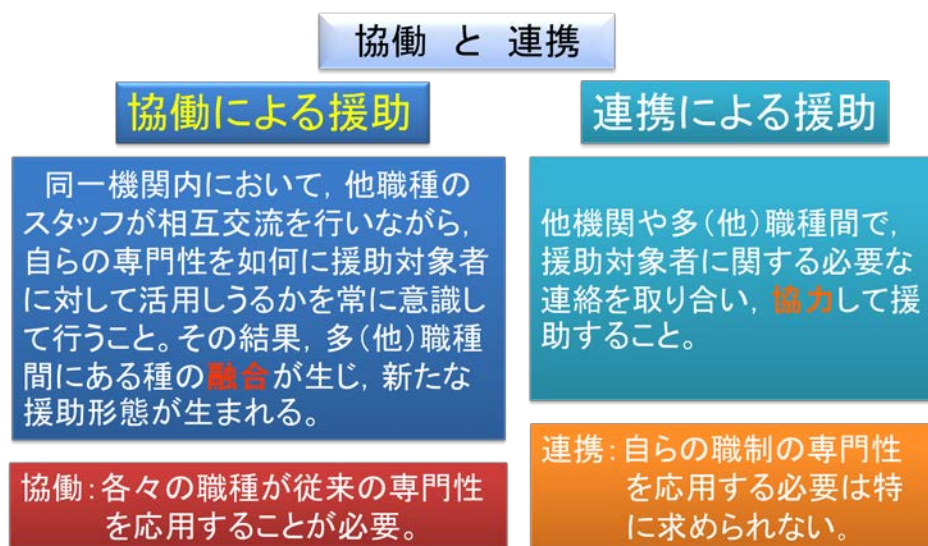 協働 と 連携
協働による援助
同一機関内において，他職種の
スタッフが相互交流を行いながら，
自らの専門性を如何に援助対象者
に対して活用しうるかを常に意識し
て行うこと。その結果，多（他）職種
間にある種の融合が生じ，新たな
援助形態が生まれる。
協働：各々の職種が従来の専門性
を応用することが必要。
連携による援助
他機関や多（他）職種間で，
援助対象者に関する必要な
連絡を取り合い，協力して援
助すること。
連携：自らの職制の専門性
を応用する必要は特
に求められない。